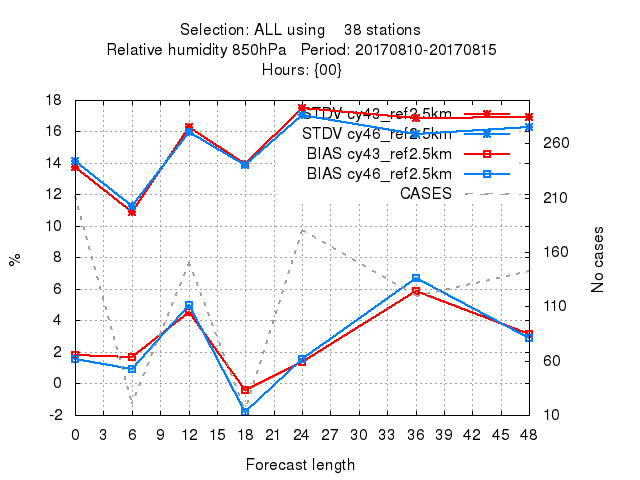 Selection: ALL using 38 stations
Relative humidity 850hPa Period: 20170810-20170815
Hours: {00}
18
16
14
12
10
8
6
4
2
0
-2
%
STDV cy43_ref2.5km
STDV cy46_ref2.5km
BIAS cy43_ref2.5km
BIAS cy46_ref2.5km
CASES
260
210
160
110
60
10
No cases
0 3 6 9 12 15 18 21 24 27 30 33 36 39 42 45 48
Forecast length